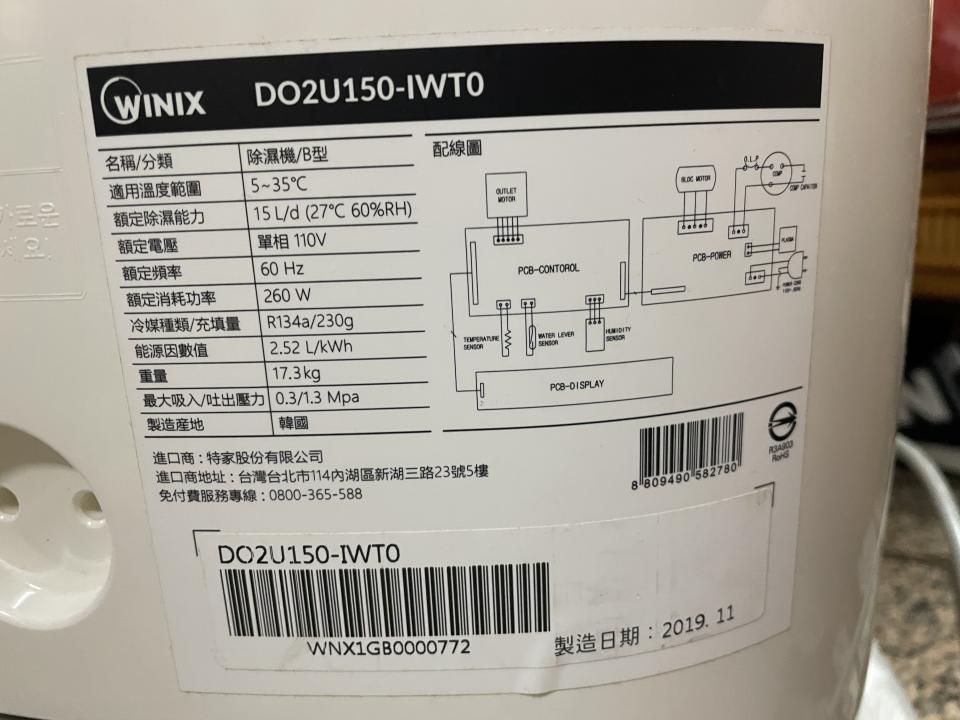 WINIX DO2U150-IWT0
名稱/分類 除濕機/B型
適用溫度範圍 5~35℃
額定除濕能力 15 L/d (27℃ 60%RH)
額定電壓 單相 110V
額定頻率 60 Hz
額定消耗功率 260 W
冷媒種類/充填量 R134a/230g
能源因數值 2.52 L/kWh
重量 17.3kg
最大吸入/吐出壓力 0.3/1.3 Mpa
製造産地 韓國
配線圖
OUTLET
MOTOR
BLDC MOTOR
O.L.P
COMP
COMP CAPACITOR
PCB-CONTOROL
PCB-POWER
PLASMA
POWER CORD
TEMPERATURE
SENSOR
WATER LEVER
SENSOR
HUMIDITY
SENSOR
PCB-DISPLAY
進口商：特家股份有限公司
進口商地址：台灣台北市114內湖區新湖三路23號5樓
免付費服務專線：0800-365-588
8 809490 582780
R3A903
RoHS
DO2U150-IWT0
WNX1GB0000772
製造日期：2019. 11